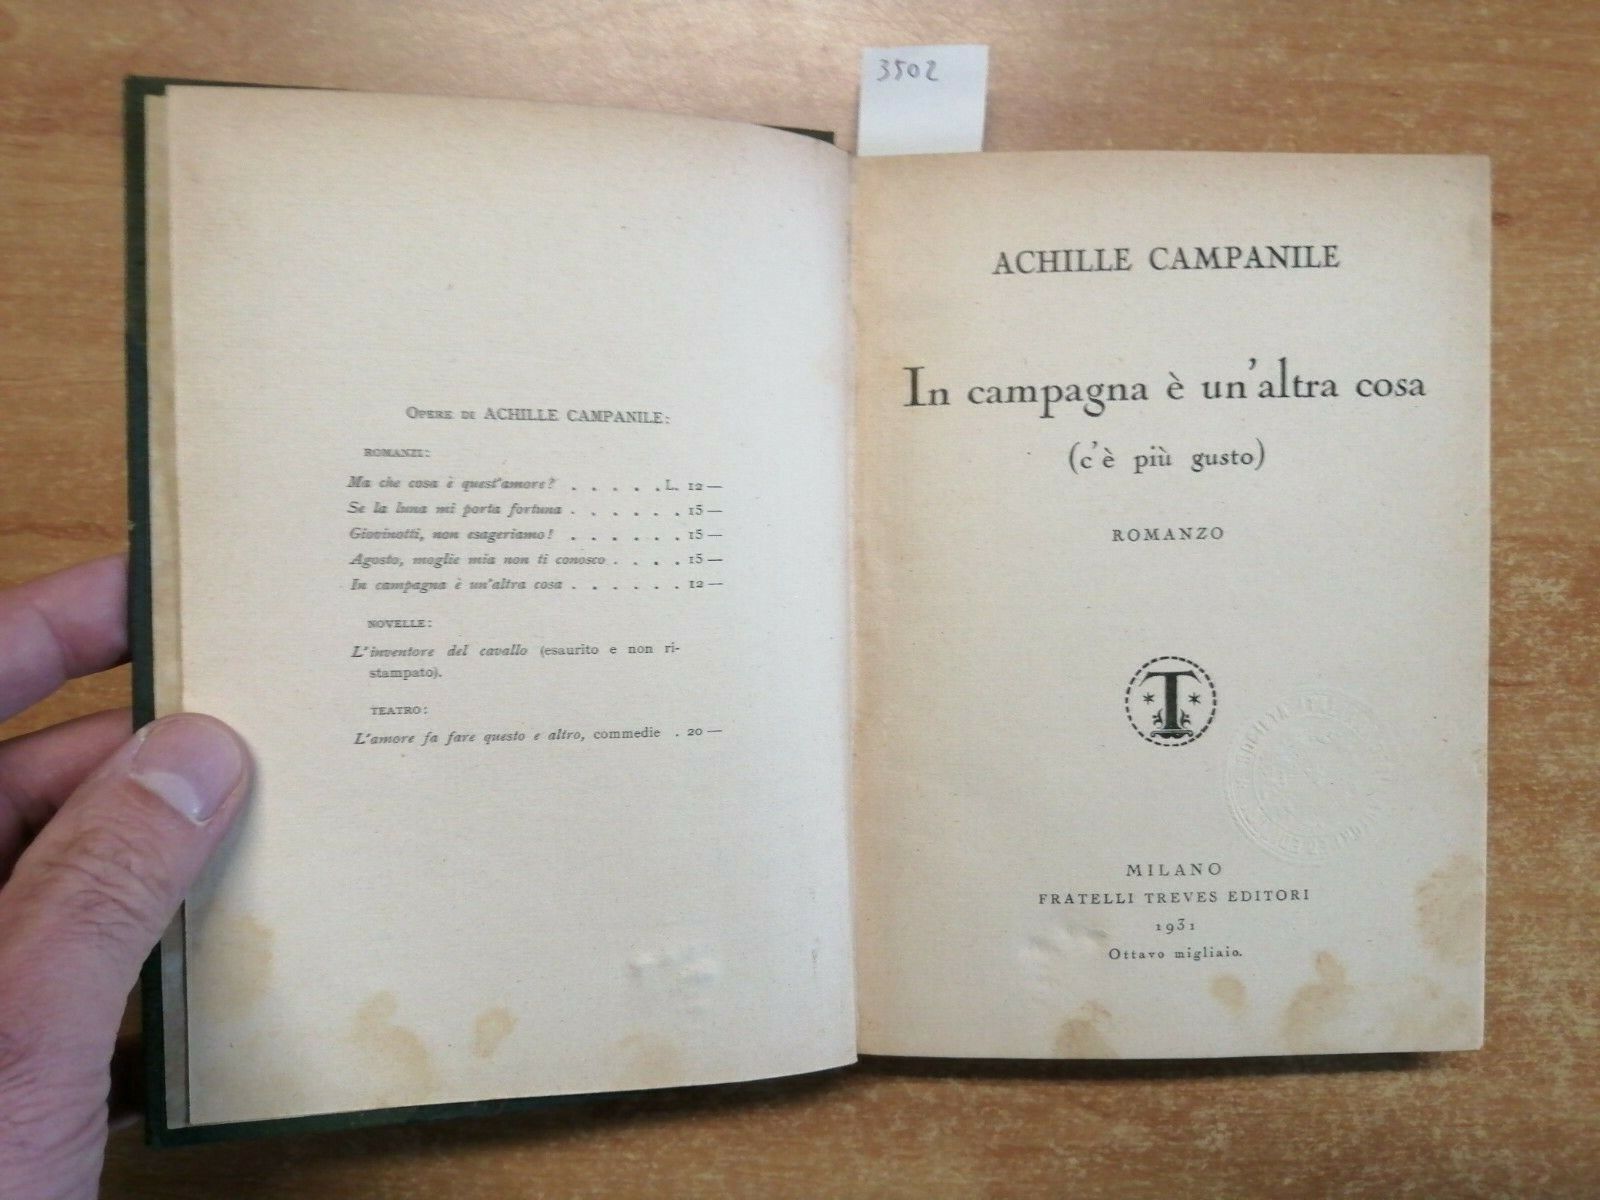 3502
OPERE DI ACHILLE CAMPANILE:
ROMANZI:
Ma che cosa è quest'amore? . . . . . L. 12 —
Se la luna mi porta fortuna . . . . . . 15 —
Giovinotti, non esageriamo! . . . . . . 15 —
Agosto, moglie mia non ti conosco . . . . 15 —
In campagna è un'altra cosa . . . . . . 12 —
NOVELLE:
L'inventore del cavallo (esaurito e non ri-
stampato).
TEATRO:
L'amore fa fare questo e altro, commedie . 20 —
ACHILLE CAMPANILE
In campagna è un'altra cosa
(c'è più gusto)
ROMANZO
T
MILANO
FRATELLI TREVES EDITORI
1931
Ottavo migliaio.